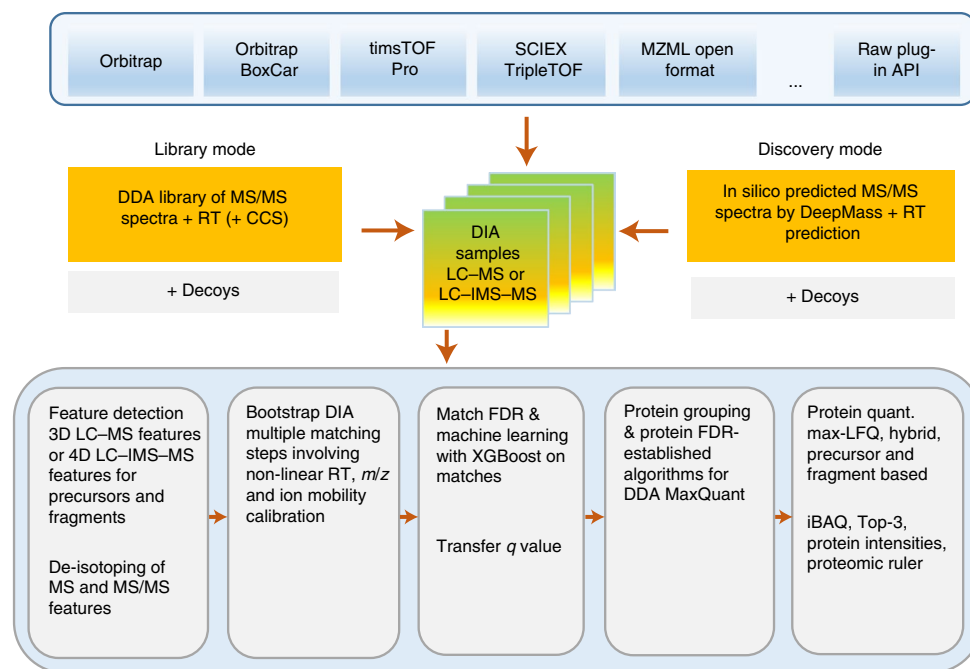 Orbitrap
Orbitrap
BoxCar
timsTOF
Pro
SCIEX
TripleTOF
MZML open
format
...
Raw plug-
in API
Library mode
Discovery mode
DDA library of MS/MS
spectra + RT (+ CCS)
+ Decoys
DIA
samples
LC–MS or
LC–IMS–MS
In silico predicted MS/MS
spectra by DeepMass + RT
prediction
+ Decoys
Feature detection
3D LC–MS features
or 4D LC–IMS–MS
features for
precursors and
fragments
De-isotoping of
MS and MS/MS
features
Bootstrap DIA
multiple matching
steps involving
non-linear RT, m/z
and ion mobility
calibration
Match FDR &
machine learning
with XGBoost on
matches
Transfer q value
Protein grouping
& protein FDR-
established
algorithms for
DDA MaxQuant
Protein quant.
max-LFQ, hybrid,
precursor and
fragment based
iBAQ, Top-3,
protein intensities,
proteomic ruler